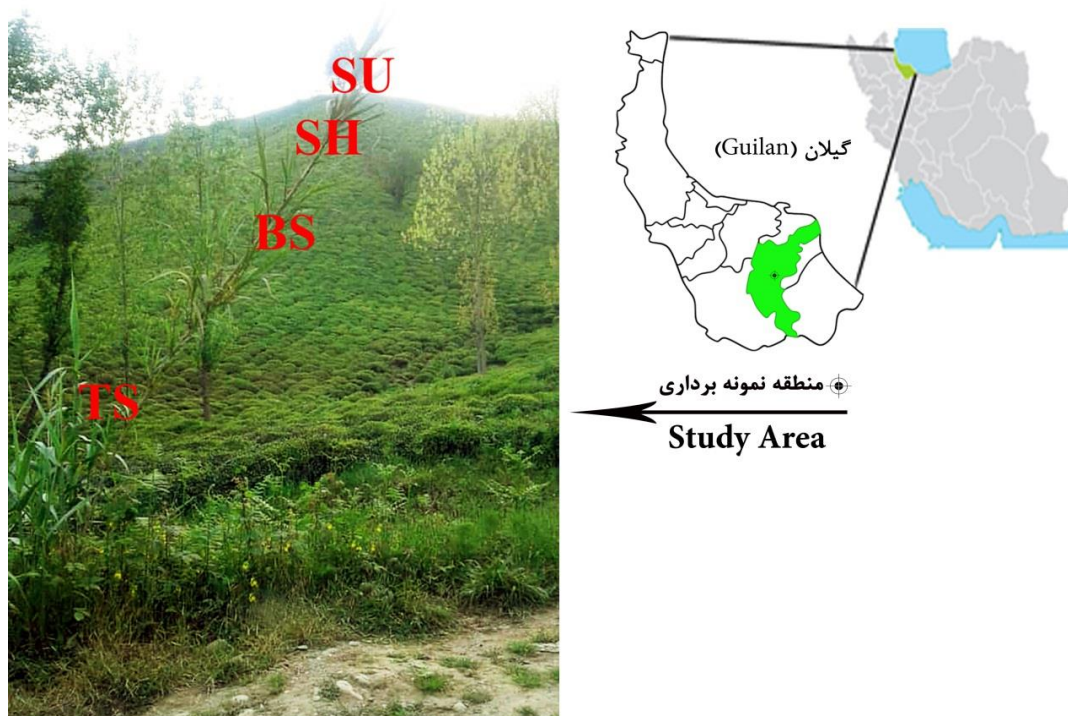 SU
SH
BS
TS
گیلان (Guilan)
منطقه نمونه برداری
Study Area